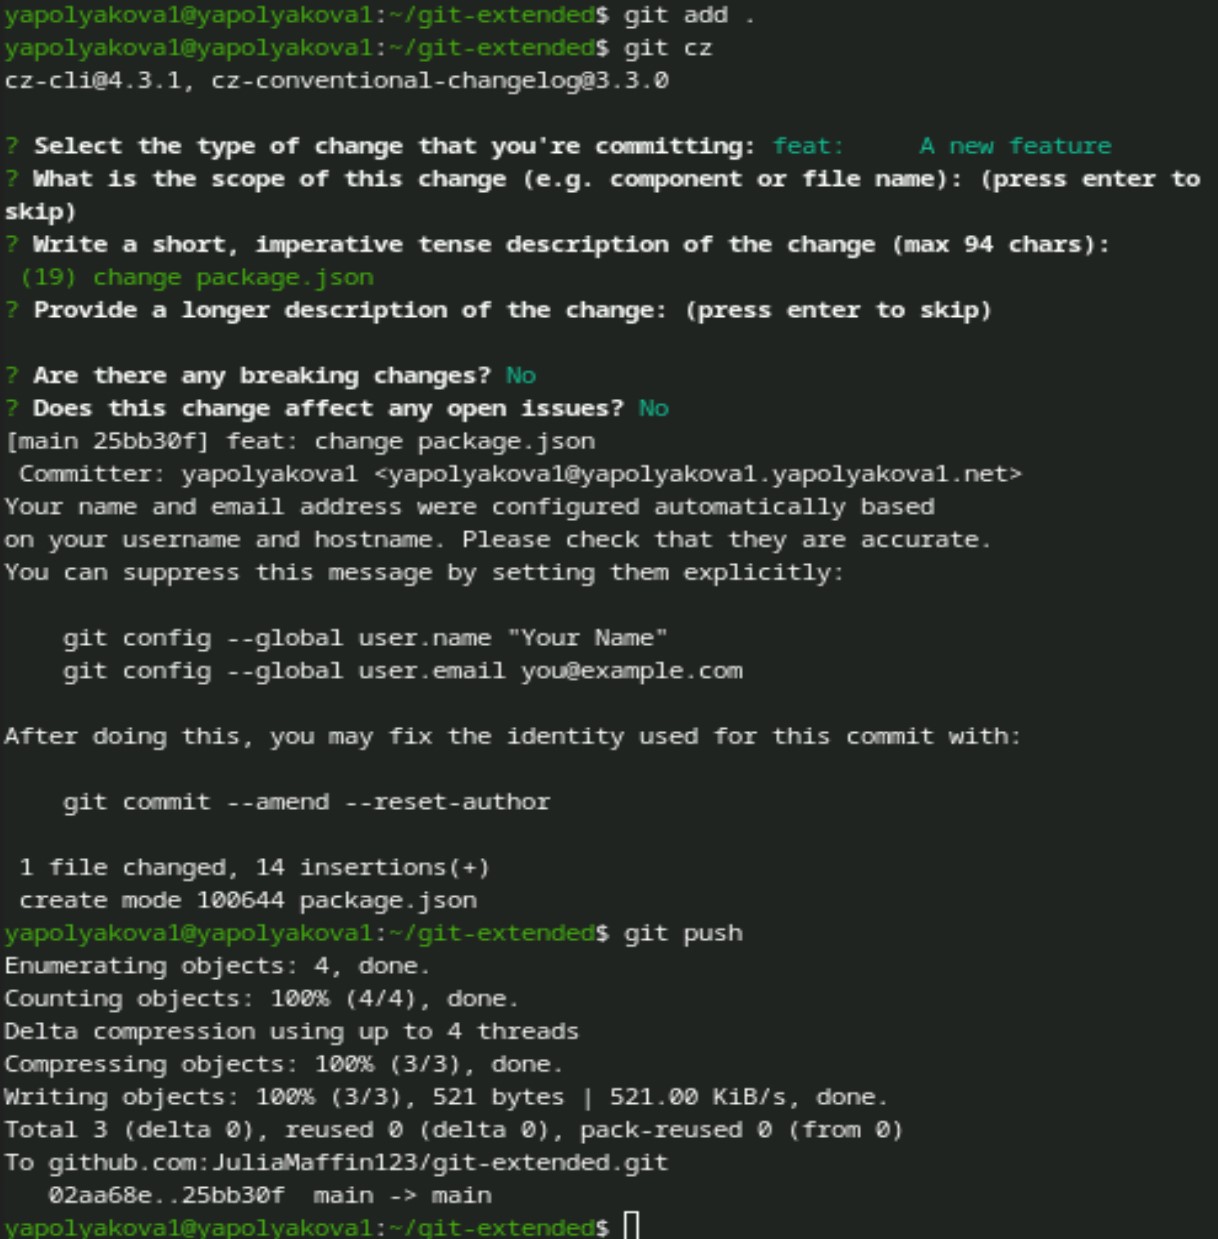 yapolyakova1@yapolyakova1:~/git-extended$ git add .
yapolyakova1@yapolyakova1:~/git-extended$ git cz
cz-cli@4.3.1, cz-conventional-changelog@3.3.0
? Select the type of change that you're committing: feat:     A new feature
? What is the scope of this change (e.g. component or file name): (press enter to
skip)
? Write a short, imperative tense description of the change (max 94 chars):
 (19) change package.json
? Provide a longer description of the change: (press enter to skip)
? Are there any breaking changes? No
? Does this change affect any open issues? No
[main 25bb30f] feat: change package.json
 Committer: yapolyakova1 <yapolyakova1@yapolyakova1.yapolyakova1.net>
Your name and email address were configured automatically based
on your username and hostname. Please check that they are accurate.
You can suppress this message by setting them explicitly:
    git config --global user.name "Your Name"
    git config --global user.email you@example.com
After doing this, you may fix the identity used for this commit with:
    git commit --amend --reset-author
 1 file changed, 14 insertions(+)
 create mode 100644 package.json
yapolyakova1@yapolyakova1:~/git-extended$ git push
Enumerating objects: 4, done.
Counting objects: 100% (4/4), done.
Delta compression using up to 4 threads
Compressing objects: 100% (3/3), done.
Writing objects: 100% (3/3), 521 bytes | 521.00 KiB/s, done.
Total 3 (delta 0), reused 0 (delta 0), pack-reused 0 (from 0)
To github.com:JuliaMaffin123/git-extended.git
   02aa68e..25bb30f  main -> main
yapolyakova1@yapolyakova1:~/git-extended$